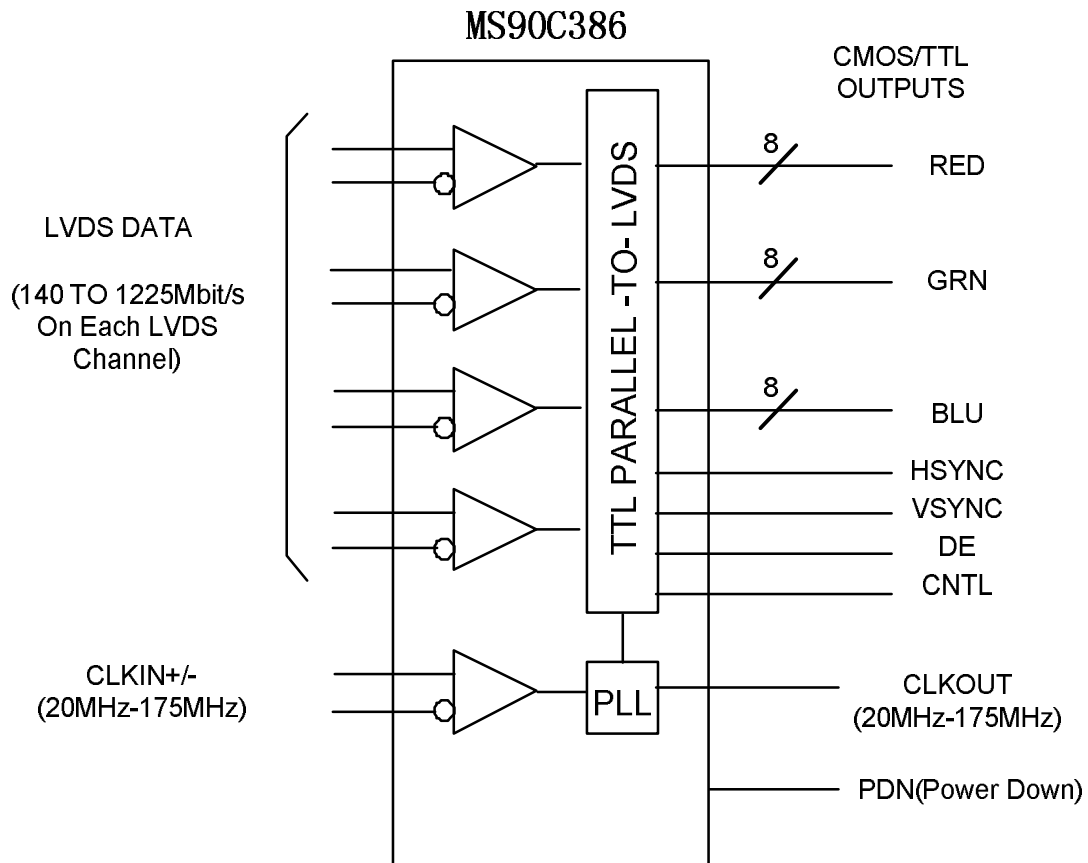 MS90C386
CMOS/TTL
OUTPUTS
LVDS DATA
(140 TO 1225Mbit/s
On Each LVDS
Channel)
TTL PARALLEL -TO- LVDS
8
RED
8
GRN
8
BLU
HSYNC
VSYNC
DE
CNTL
CLKIN+/-
(20MHz-175MHz)
PLL
CLKOUT
(20MHz-175MHz)
PDN(Power Down)